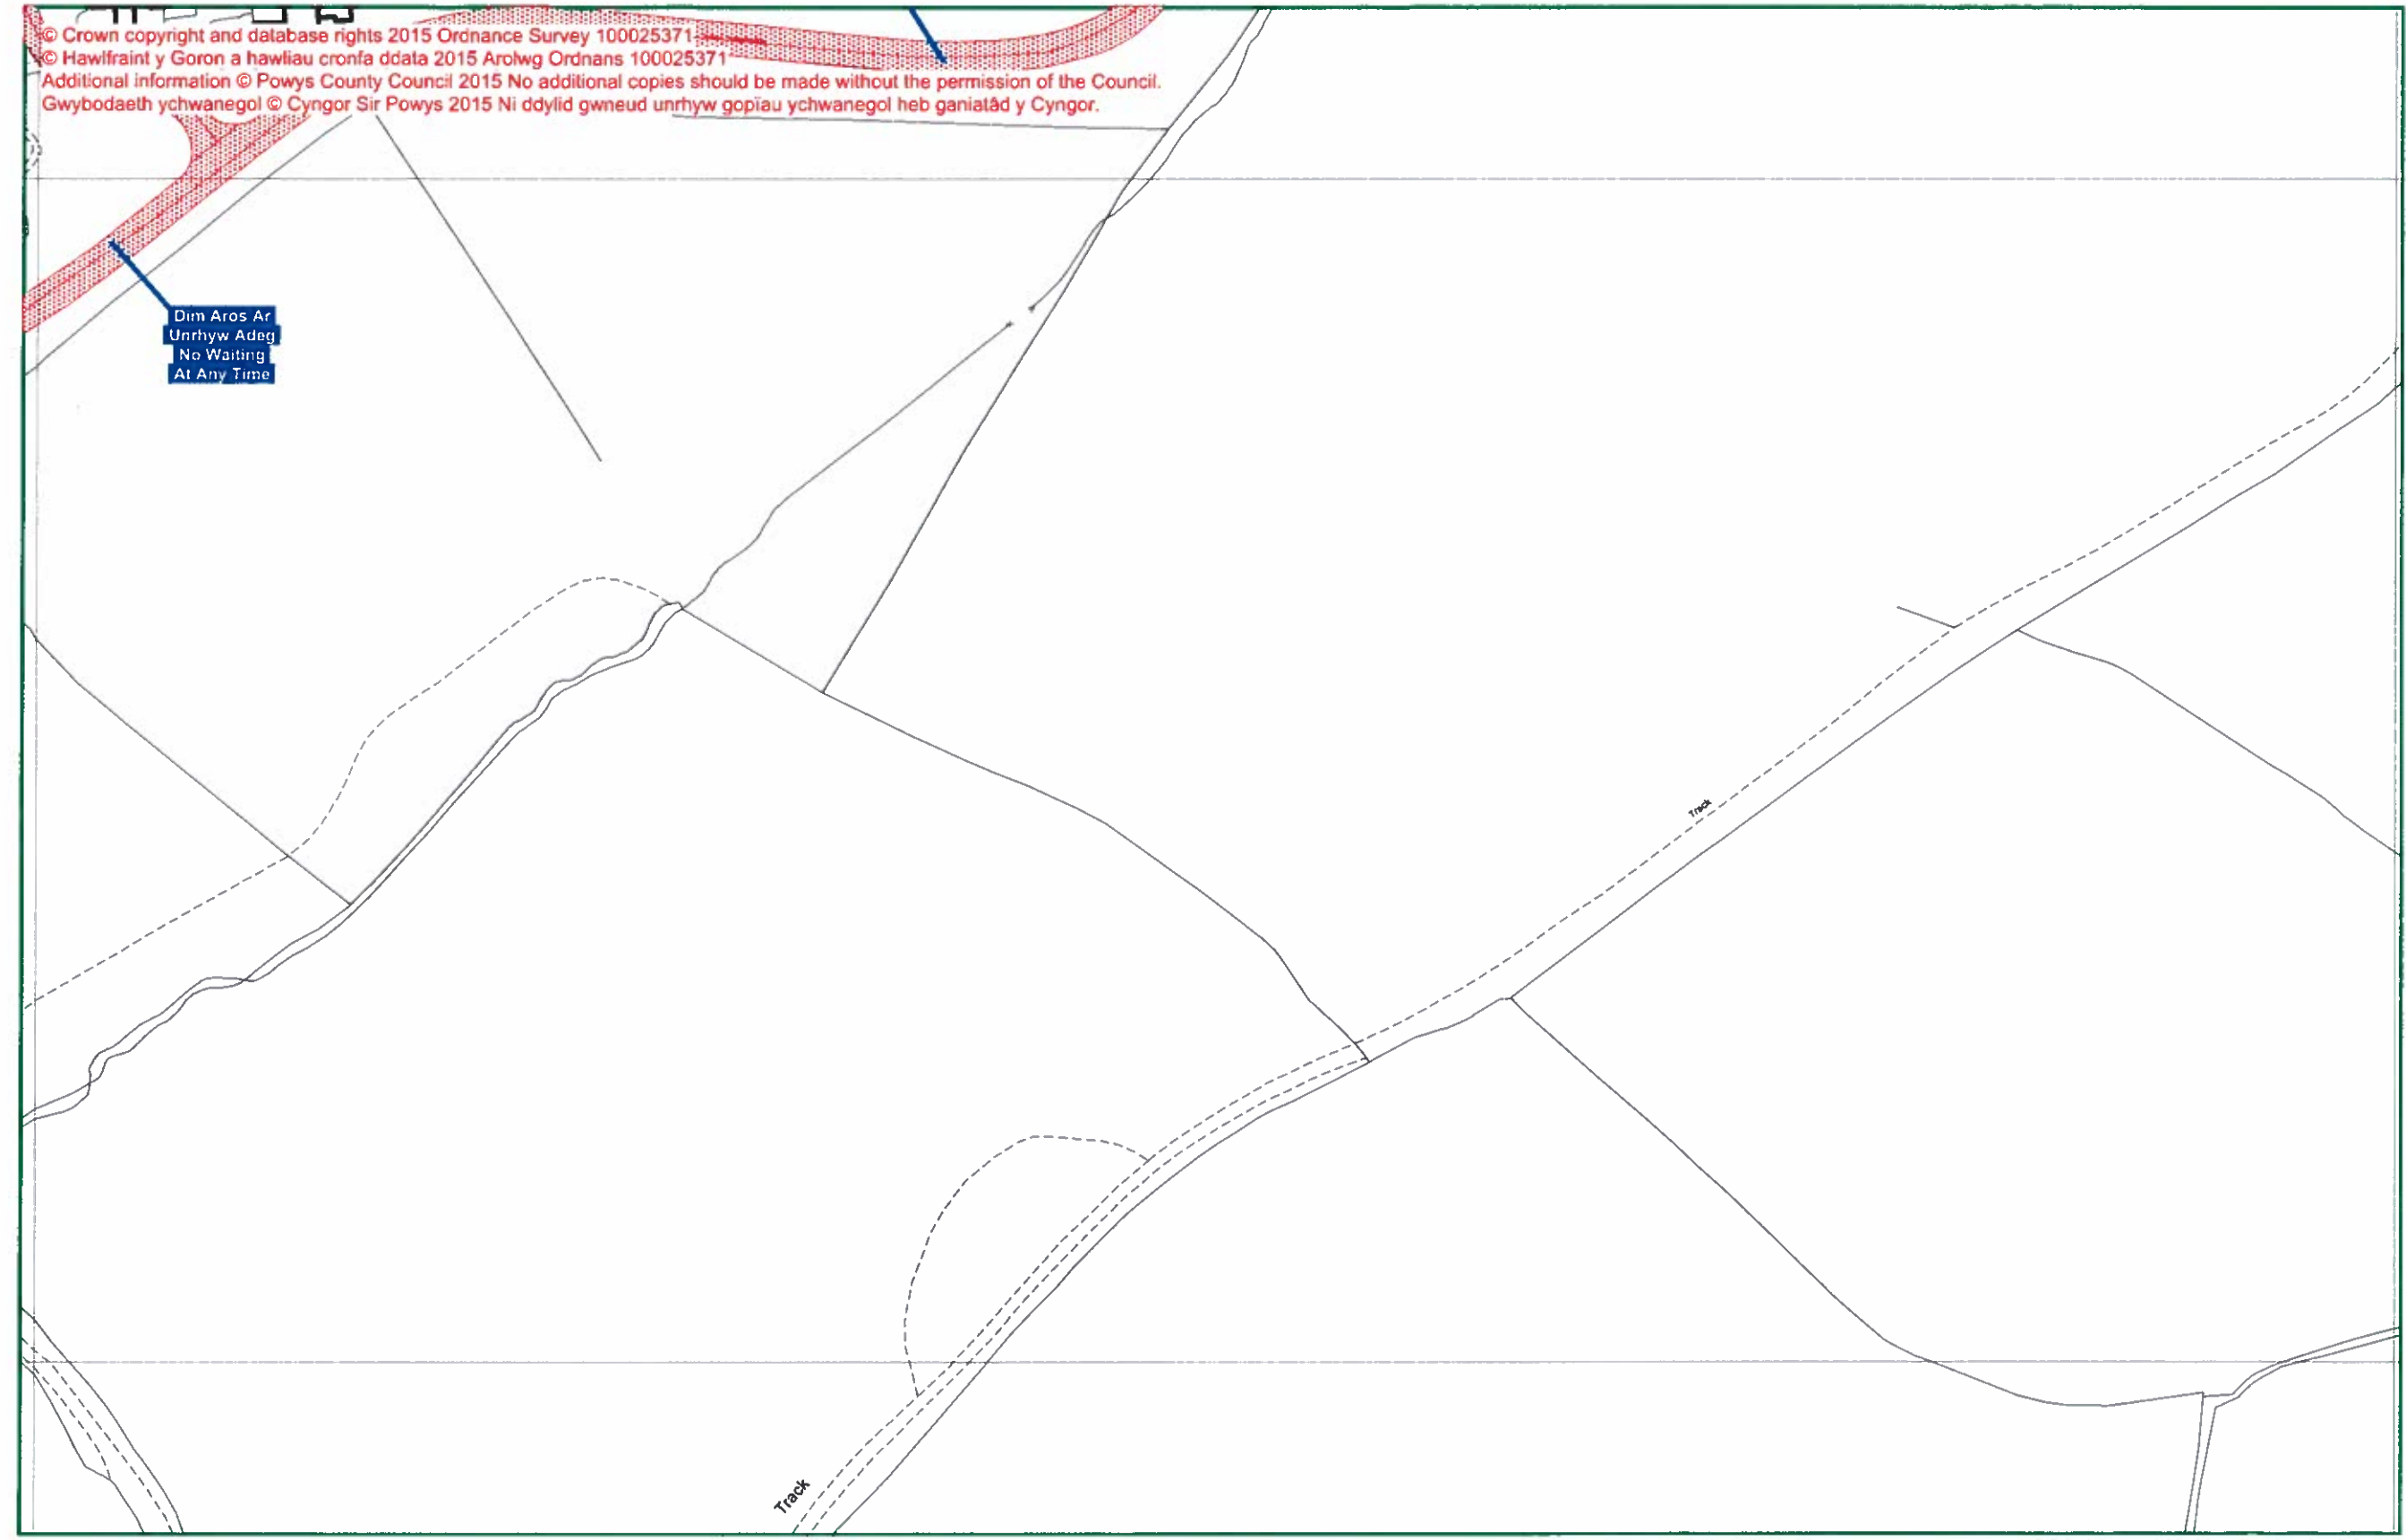 © Crown copyright and database rights 2015 Ordnance Survey 100025371
© Hawlfraint y Goron a hawliau cronfa ddata 2015 Arolwg Ordnans 100025371
Additional information © Powys County Council 2015 No additional copies should be made without the permission of the Council.
Gwybodaeth ychwanegol © Cyngor Sir Powys 2015 Ni ddylid gwneud unrhyw gopïau ychwanegol heb ganiatâd y Cyngor.
Dim Aros Ar
Unrhyw Adeg
No Waiting
At Any Time
Track
Track